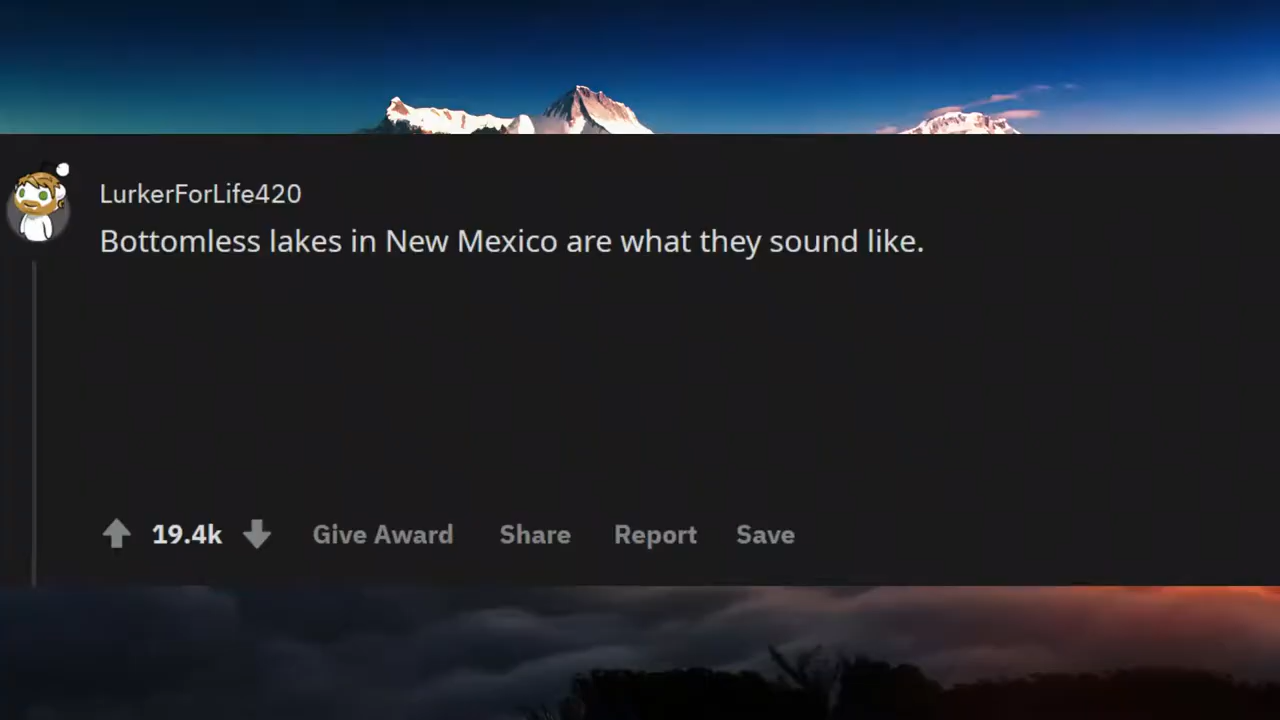 LurkerForLife420
Bottomless lakes in New Mexico are what they sound like.
19.4k Give Award Share Report Save